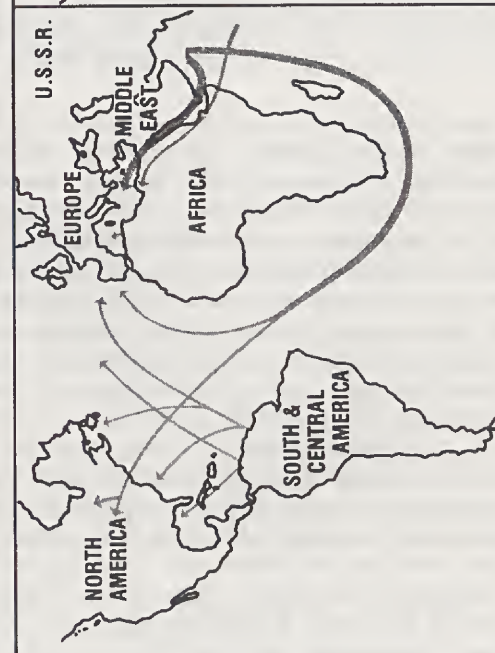 U.S.S.R.
EUROPE
MIDDLE
EAST
AFRICA
NORTH
AMERICA
SOUTH &
CENTRAL
AMERICA